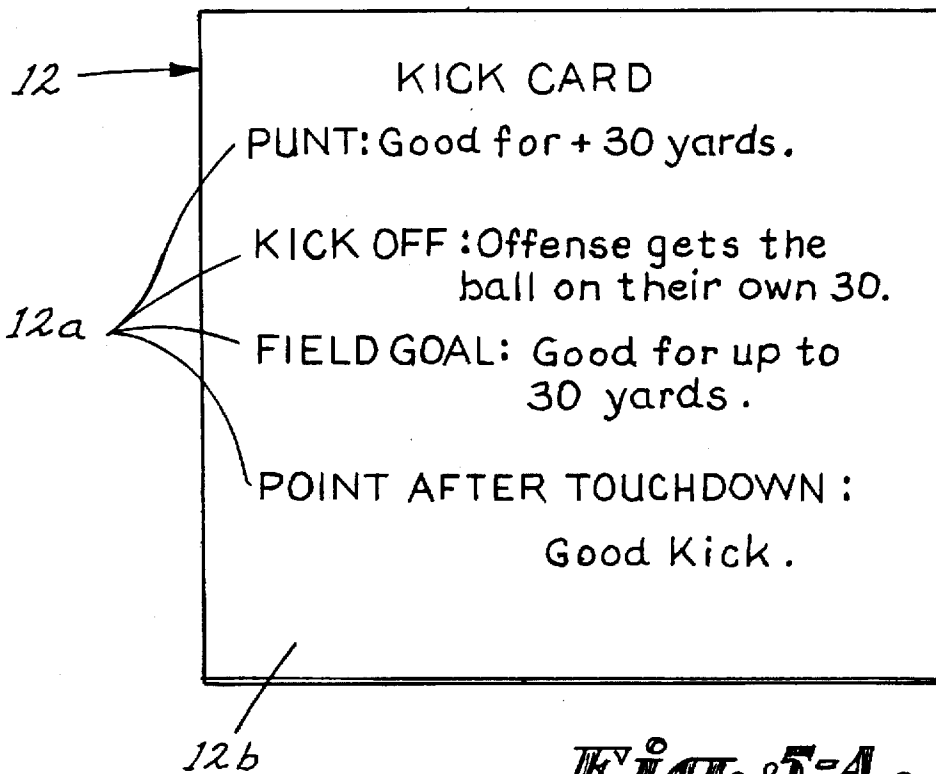 12
KICK CARD
PUNT: Good for + 30 yards.
KICK OFF: Offense gets the
ball on their own 30.
12a
FIELD GOAL: Good for up to
30 yards.
POINT AFTER TOUCHDOWN:
Good Kick.
12b